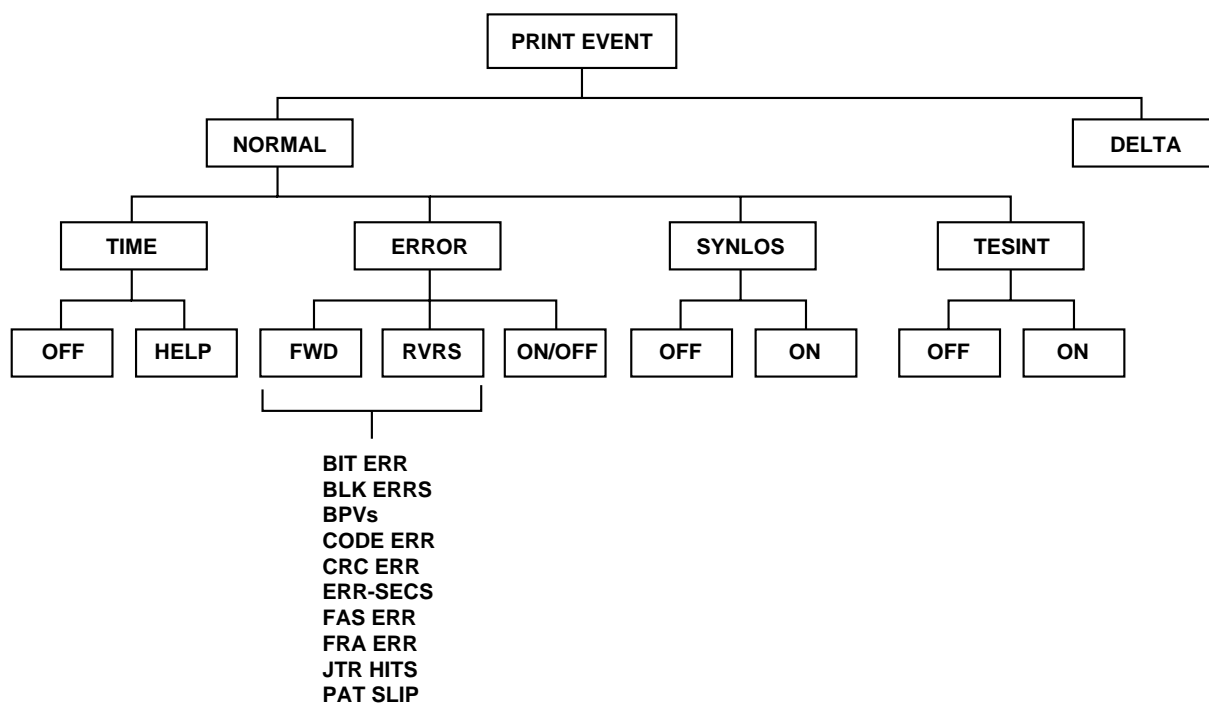 PRINT EVENT
NORMAL
DELTA
TIME
ERROR
SYNLOS
TESINT
OFF
HELP
FWD
RVRS
ON/OFF
OFF
ON
OFF
ON
BIT ERR
BLK ERRS
BPVs
CODE ERR
CRC ERR
ERR-SECS
FAS ERR
FRA ERR
JTR HITS
PAT SLIP